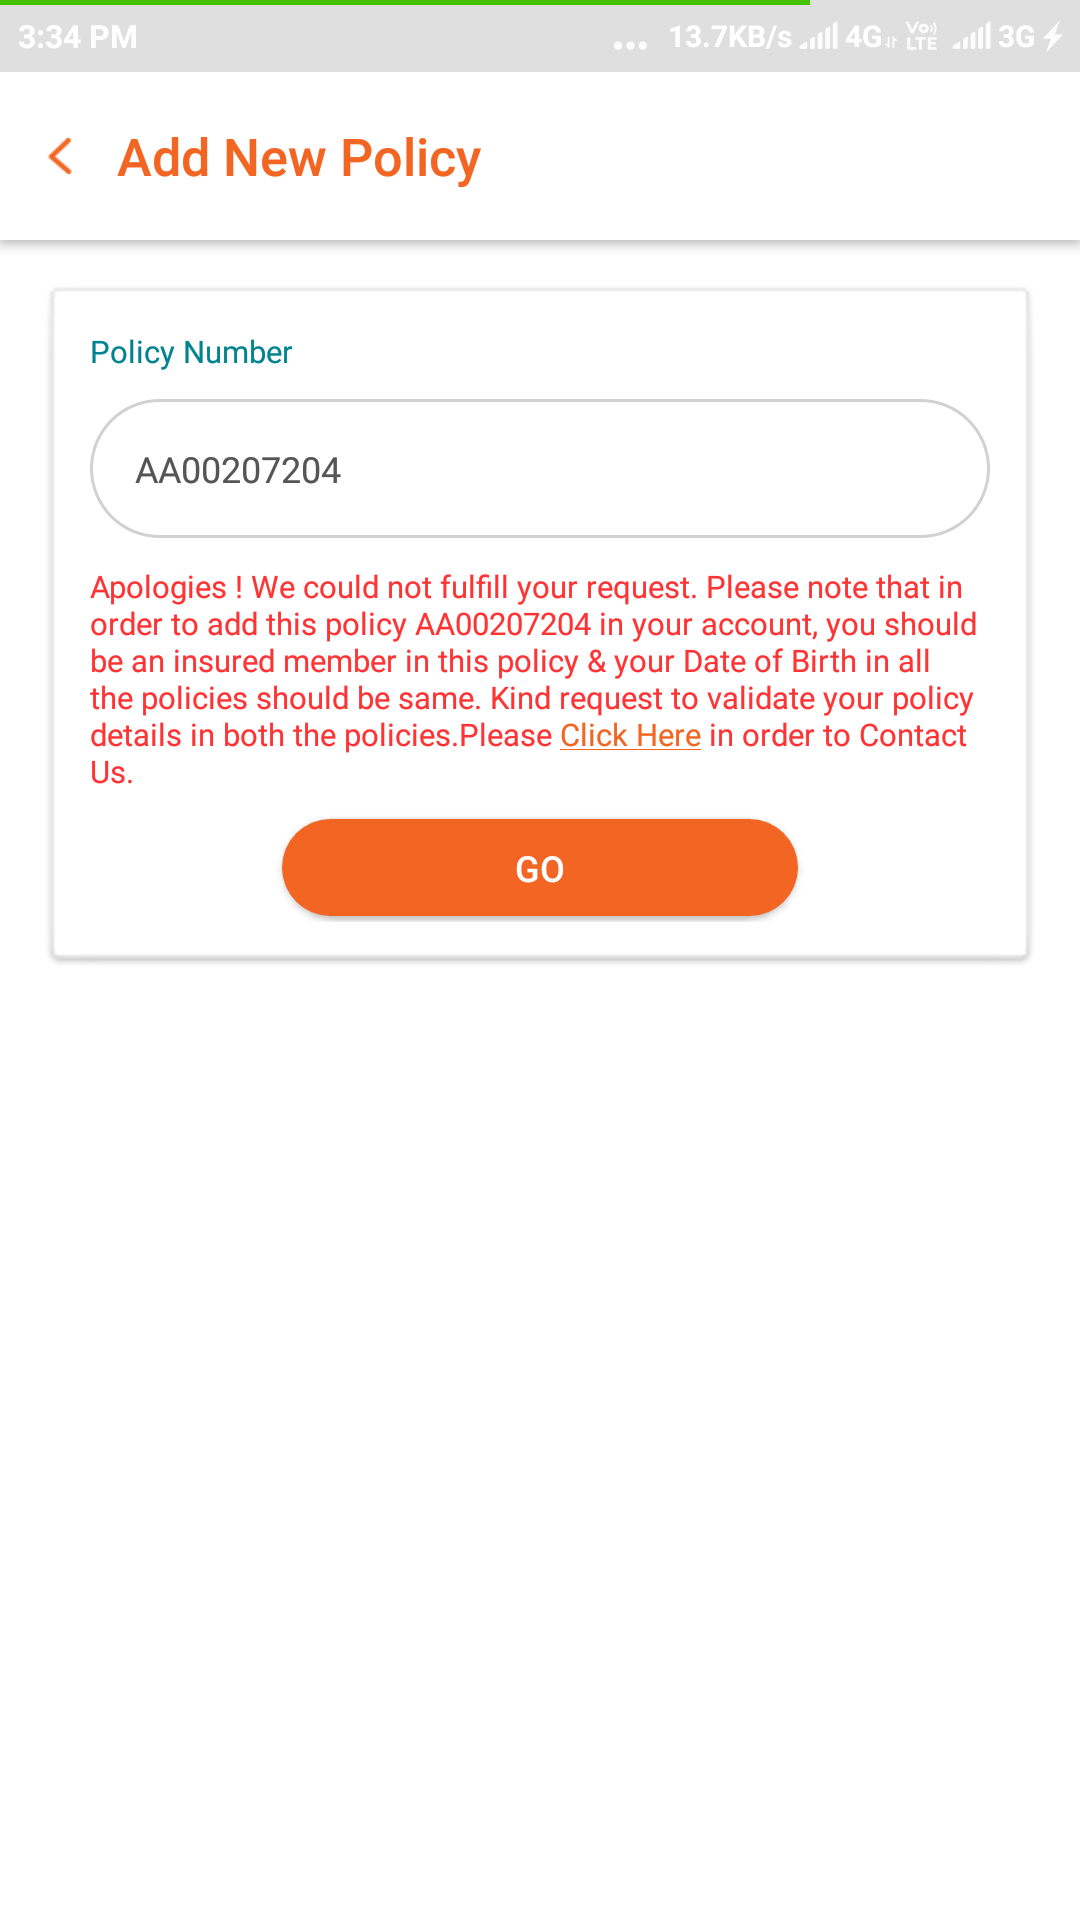 3:34 PM ... 13.7KB/s 4G VoLTE 3G
Add New Policy
Policy Number
AA00207204
Apologies ! We could not fulfill your request. Please note that in
order to add this policy AA00207204 in your account, you should
be an insured member in this policy & your Date of Birth in all
the policies should be same. Kind request to validate your policy
details in both the policies.Please Click Here in order to Contact
Us.
GO